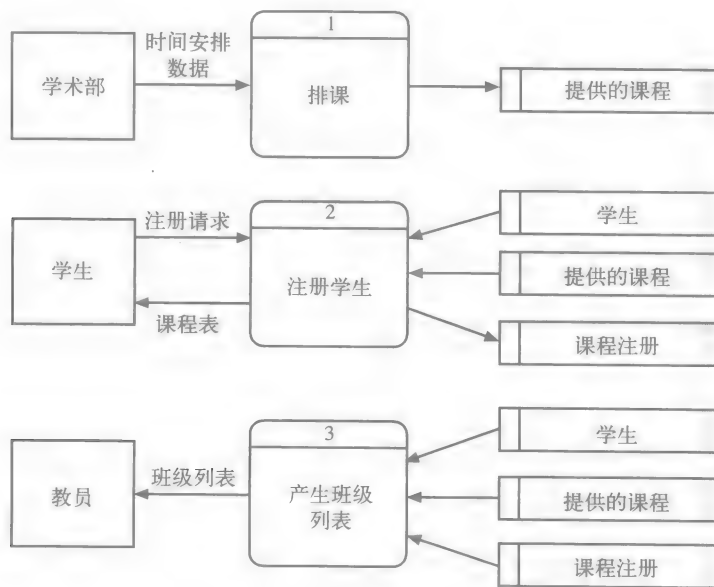 1
时间安排
数据
学术部
排课
提供的课程
2
注册请求
学生
学生
注册学生
提供的课程
课程表
课程注册
3
学生
班级列表
教员
产生班级
列表
提供的课程
课程注册